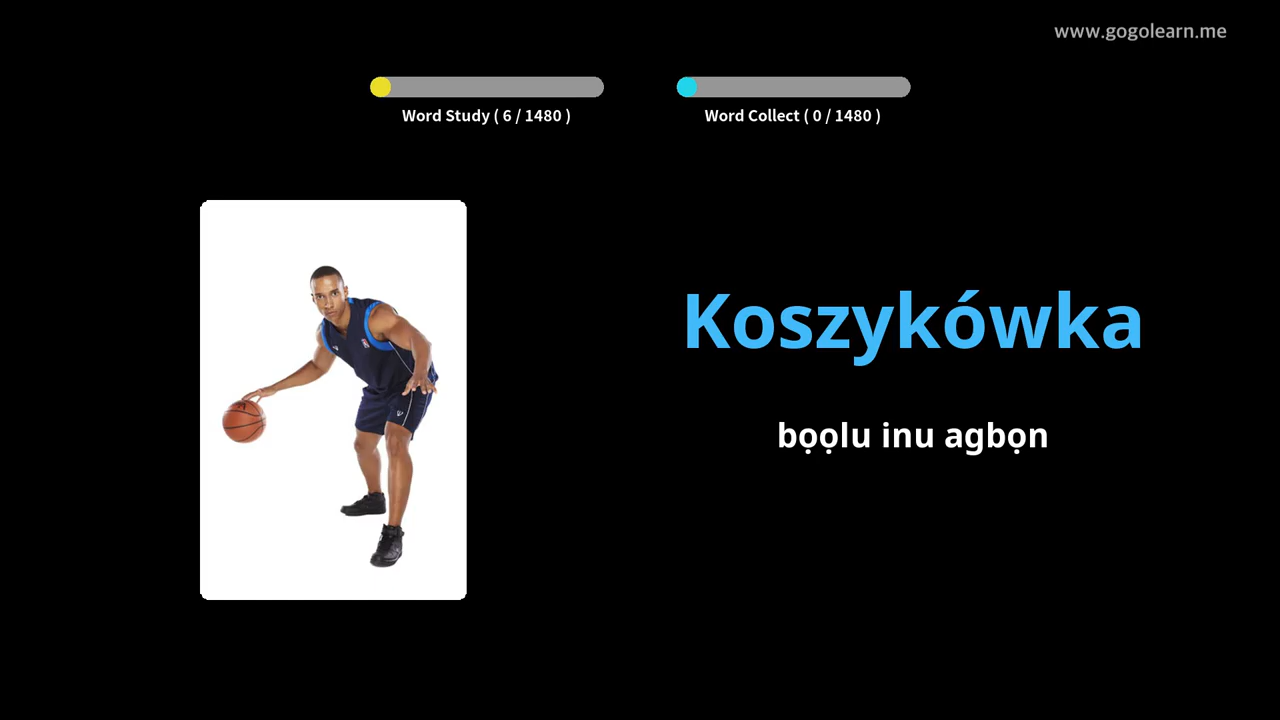 www.gogolearn.me
Word Study ( 6 / 1480 )
Word Collect ( 0 / 1480 )
Koszykówka
bọọlu inu agbọn